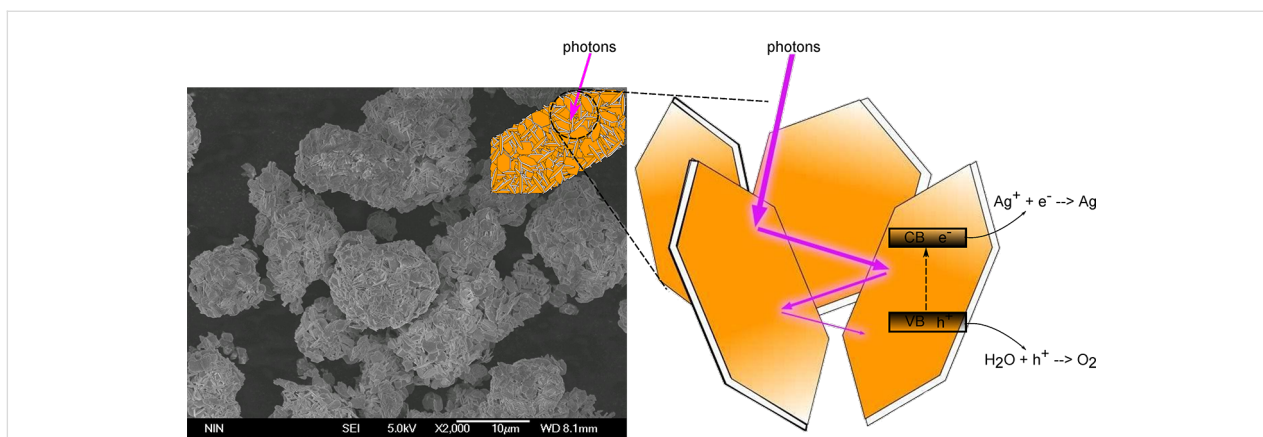 photons
photons
Ag⁺ + e⁻ --> Ag
CB e⁻
VB h⁺
H₂O + h⁺ --> O₂
NIN SEI 5.0kV X2,000 10μm WD 8.1mm